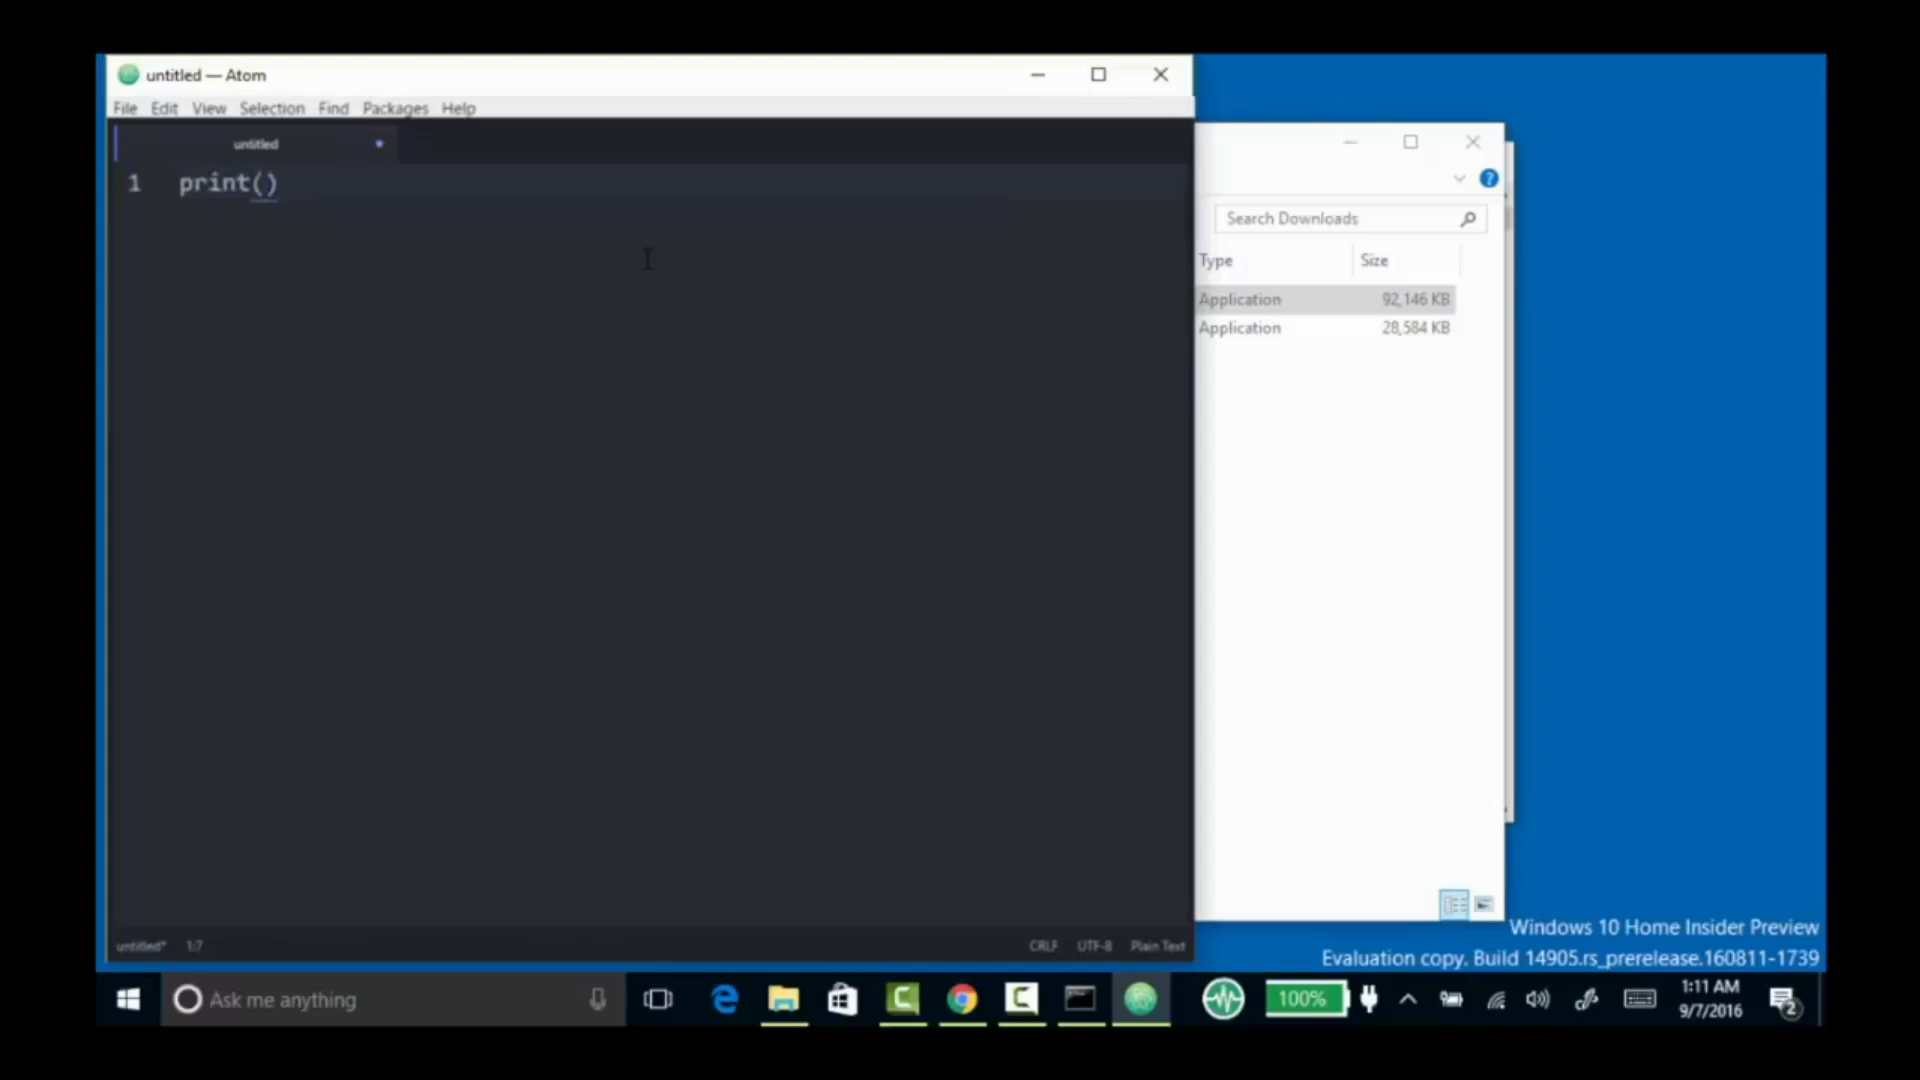 untitled — Atom
File Edit View Selection Find Packages Help
untitled
1 print()
Search Downloads
Type Size
Application 92,146 KB
Application 28,584 KB
untitled* 1:7 CRLF UTF-8 Plain Text
Windows 10 Home Insider Preview
Evaluation copy. Build 14905.rs_prerelease.160811-1739
Ask me anything
100%
1:11 AM
9/7/2016
2